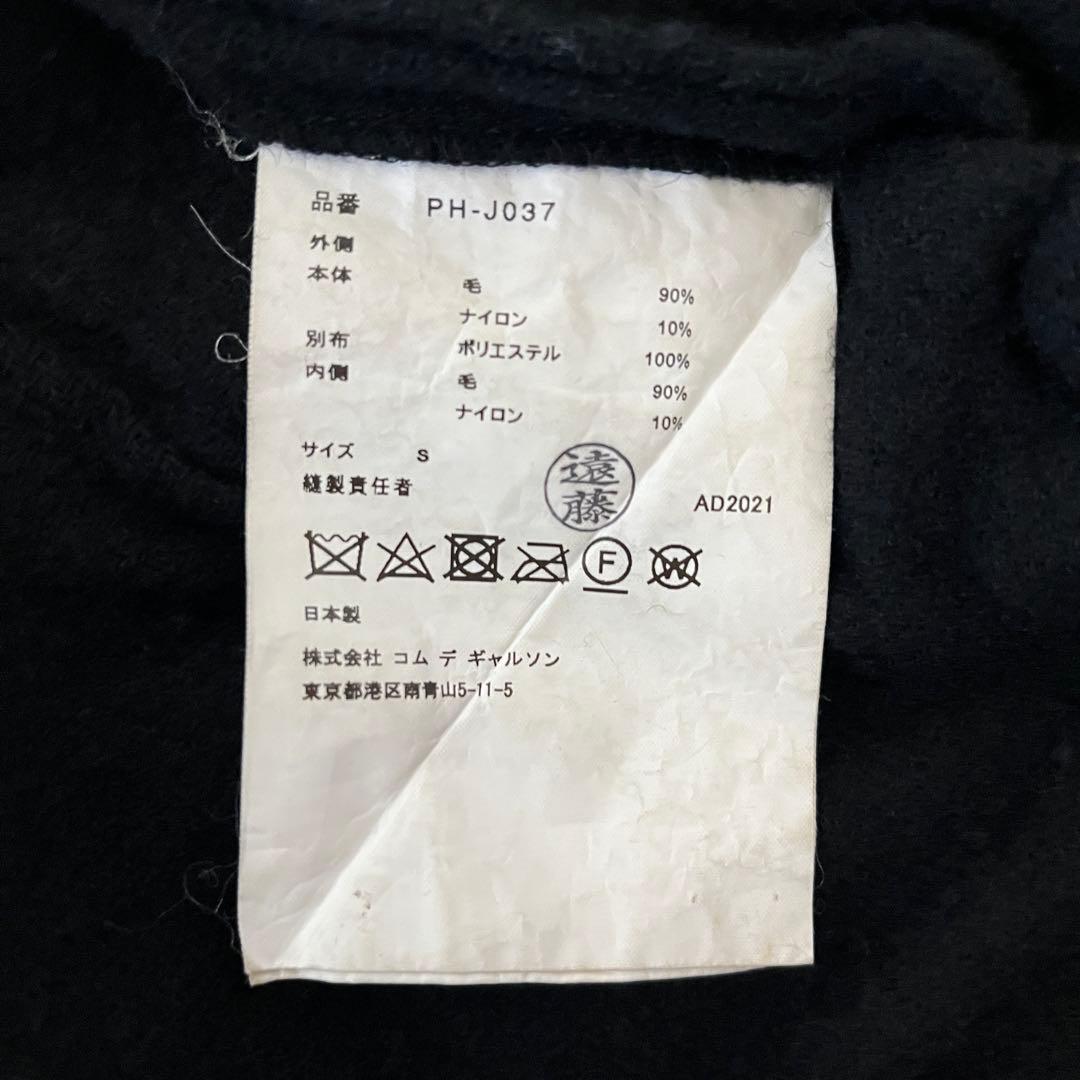 品番 PH-J037
外側
本体 毛 90%
ナイロン 10%
別布 ポリエステル 100%
内側 毛 90%
ナイロン 10%
サイズ S
縫製責任者 遠藤 AD2021
F W
日本製
株式会社 コム デ ギャルソン
東京都港区南青山5-11-5